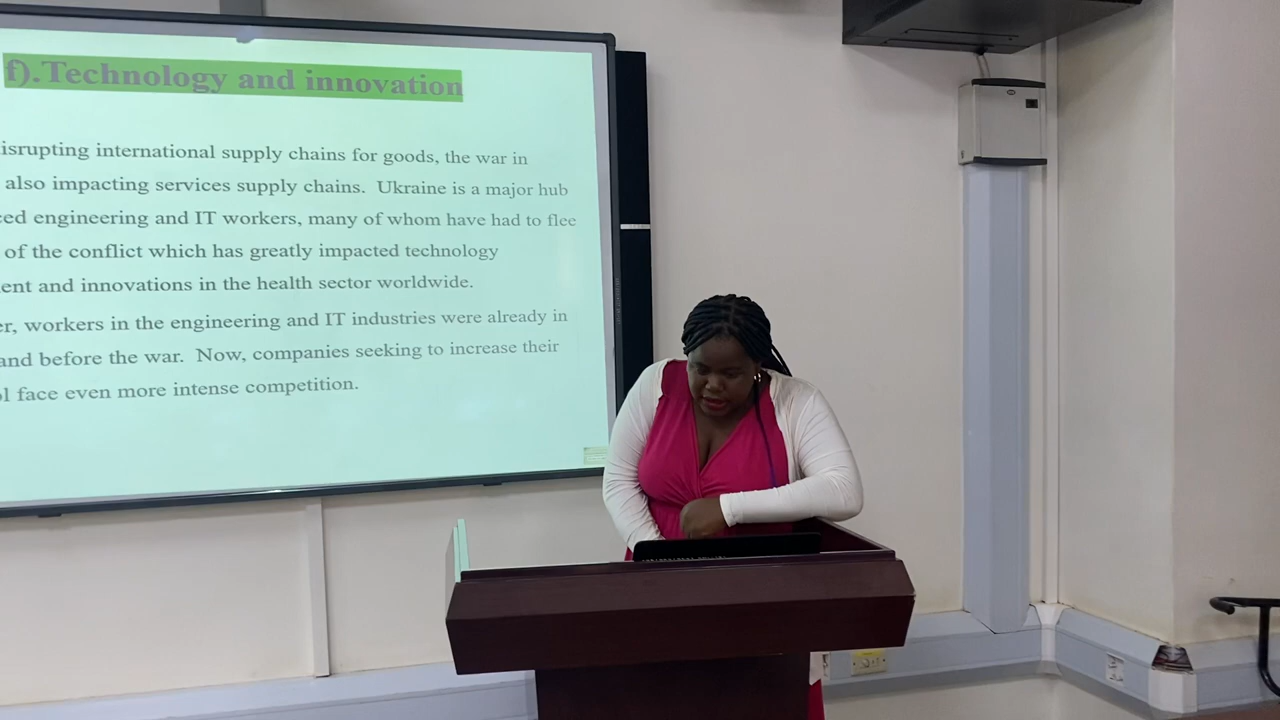 f).Technology and innovation
isrupting international supply chains for goods, the war in
also impacting services supply chains. Ukraine is a major hub
ced engineering and IT workers, many of whom have had to flee
of the conflict which has greatly impacted technology
ent and innovations in the health sector worldwide.
er, workers in the engineering and IT industries were already in
and before the war. Now, companies seeking to increase their
ol face even more intense competition.